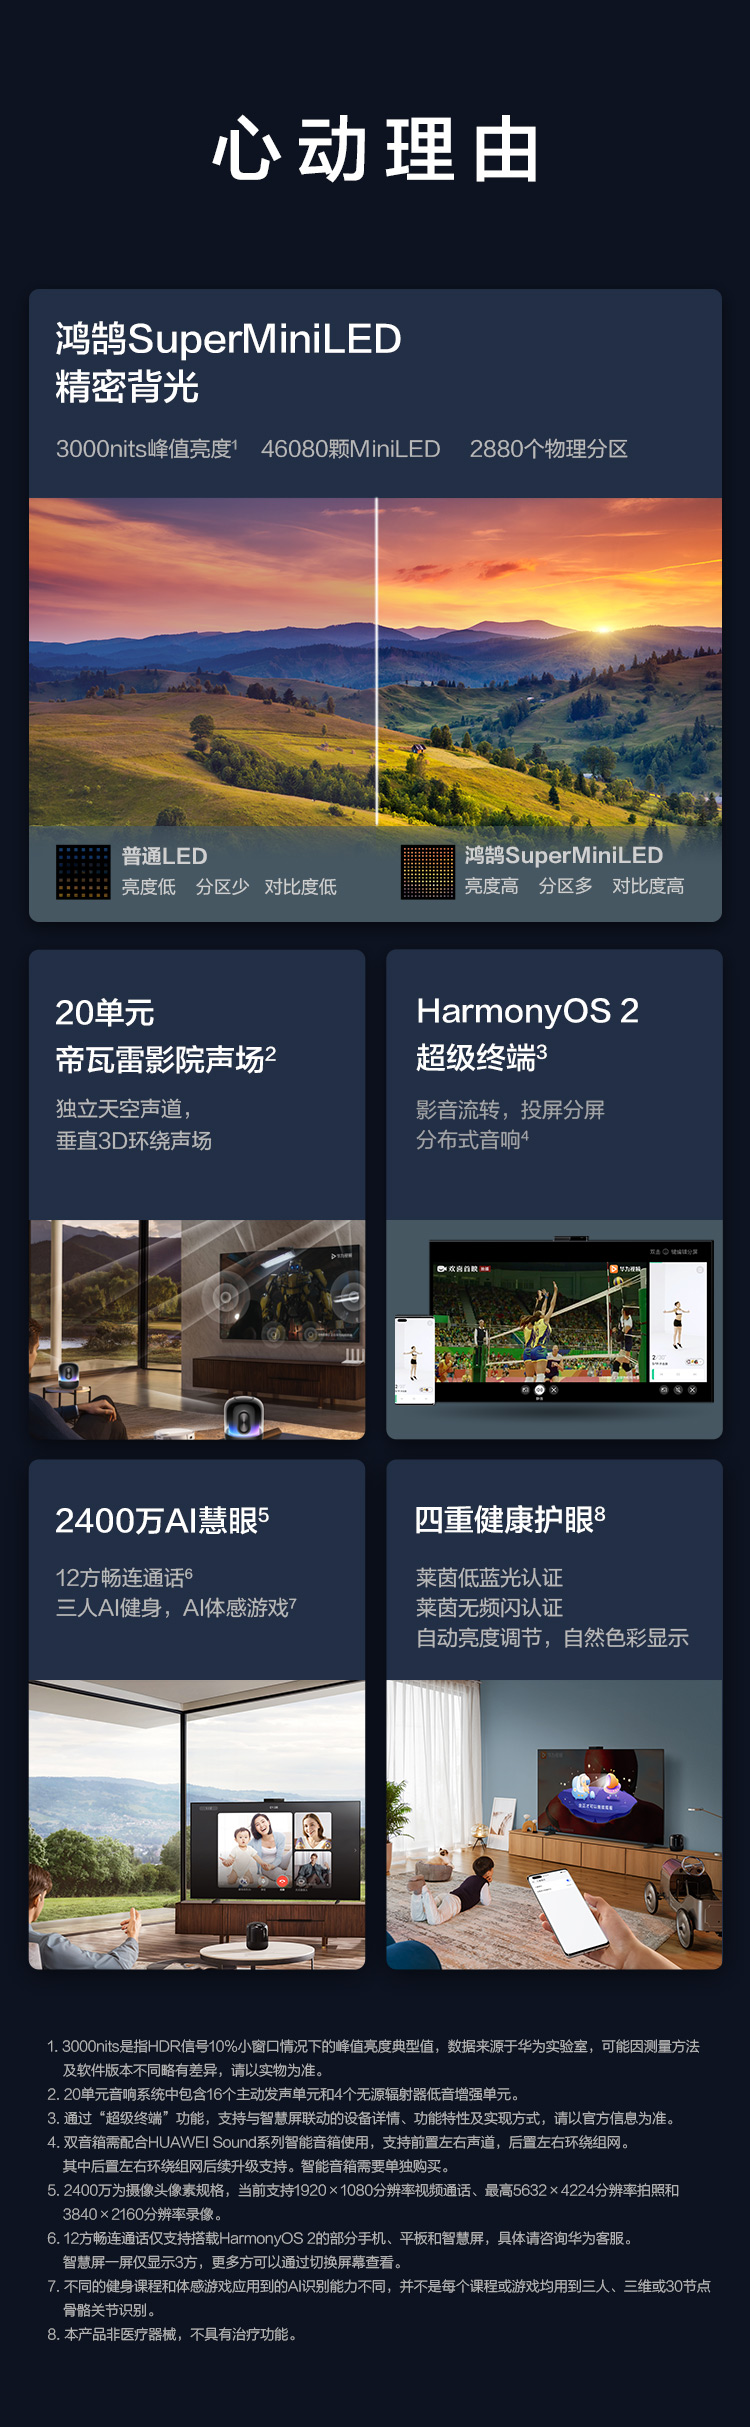 心动理由
鸿鹄SuperMiniLED
精密背光
3000nits峰值亮度¹ 46080颗MiniLED 2880个物理分区
普通LED
亮度低 分区少 对比度低
鸿鹄SuperMiniLED
亮度高 分区多 对比度高
20单元
帝瓦雷影院声场²
独立天空声道，
垂直3D环绕声场
HarmonyOS 2
超级终端³
影音流转，投屏分屏
分布式音响⁴
华为视频
欢喜首映
华为视频
2400万AI慧眼⁵
12方畅连通话⁶
三人AI健身，AI体感游戏⁷
四重健康护眼⁸
莱茵低蓝光认证
莱茵无频闪认证
自动亮度调节，自然色彩显示
1. 3000nits是指HDR信号10%小窗口情况下的峰值亮度典型值，数据来源于华为实验室，可能因测量方法
及软件版本不同略有差异，请以实物为准。
2. 20单元音响系统中包含16个主动发声单元和4个无源辐射器低音增强单元。
3. 通过“超级终端”功能，支持与智慧屏联动的设备详情、功能特性及实现方式，请以官方信息为准。
4. 双音箱需配合HUAWEI Sound系列智能音箱使用，支持前置左右声道，后置左右环绕组网。
其中后置左右环绕组网后续升级支持。智能音箱需要单独购买。
5. 2400万为摄像头像素规格，当前支持1920×1080分辨率视频通话、最高5632×4224分辨率拍照和
3840×2160分辨率录像。
6. 12方畅连通话仅支持搭载HarmonyOS 2的部分手机、平板和智慧屏，具体请咨询华为客服。
智慧屏一屏仅显示3方，更多方可以通过切换屏幕查看。
7. 不同的健身课程和体感游戏应用到的AI识别能力不同，并不是每个课程或游戏均用到三人、三维或30节点
骨骼关节识别。
8. 本产品非医疗器械，不具有治疗功能。